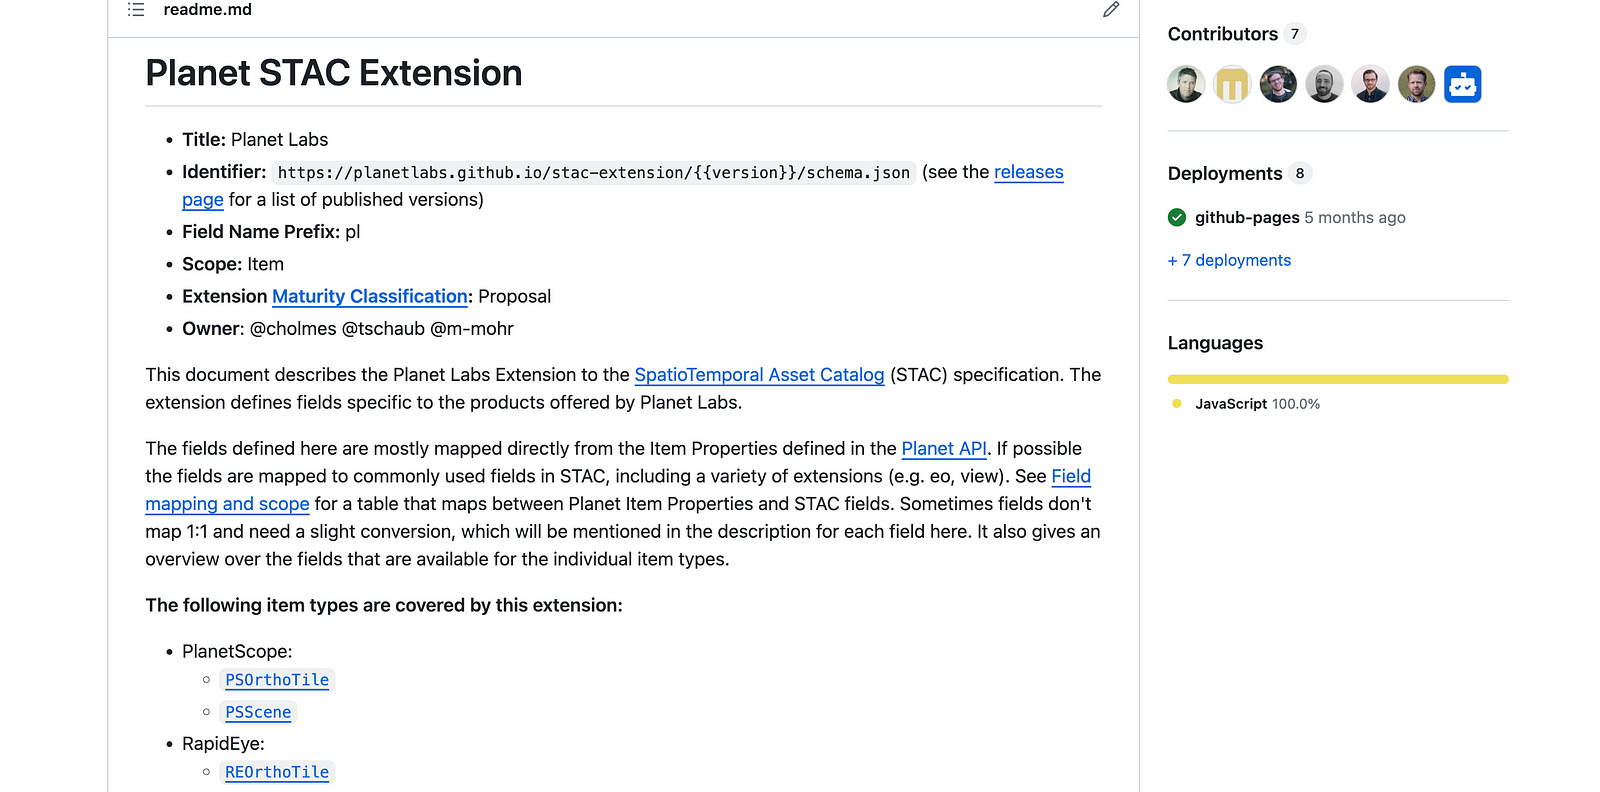 readme.md
Planet STAC Extension
Title: Planet Labs
Identifier: https://planetlabs.github.io/stac-extension/{{version}}/schema.json (see the releases
page for a list of published versions)
Field Name Prefix: pl
Scope: Item
Extension Maturity Classification: Proposal
Owner: @cholmes @tschaub @m-mohr
This document describes the Planet Labs Extension to the SpatioTemporal Asset Catalog (STAC) specification. The
extension defines fields specific to the products offered by Planet Labs.
The fields defined here are mostly mapped directly from the Item Properties defined in the Planet API. If possible
the fields are mapped to commonly used fields in STAC, including a variety of extensions (e.g. eo, view). See Field
mapping and scope for a table that maps between Planet Item Properties and STAC fields. Sometimes fields don't
map 1:1 and need a slight conversion, which will be mentioned in the description for each field here. It also gives an
overview over the fields that are available for the individual item types.
The following item types are covered by this extension:
PlanetScope:
PSOrthoTile
PSScene
RapidEye:
REOrthoTile
Contributors 7
Deployments 8
github-pages 5 months ago
+ 7 deployments
Languages
JavaScript 100.0%